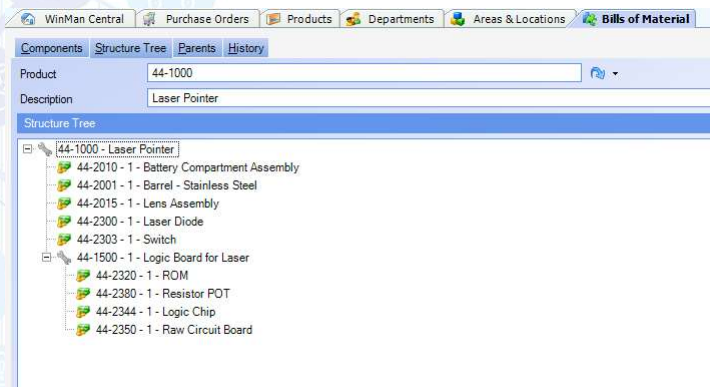 WinMan Central Purchase Orders Products Departments Areas & Locations Bills of Material
Components Structure Tree Parents History
Product 44-1000
Description Laser Pointer
Structure Tree
44-1000 - Laser Pointer
44-2010 - 1 - Battery Compartment Assembly
44-2001 - 1 - Barrel - Stainless Steel
44-2015 - 1 - Lens Assembly
44-2300 - 1 - Laser Diode
44-2303 - 1 - Switch
44-1500 - 1 - Logic Board for Laser
44-2320 - 1 - ROM
44-2380 - 1 - Resistor POT
44-2344 - 1 - Logic Chip
44-2350 - 1 - Raw Circuit Board